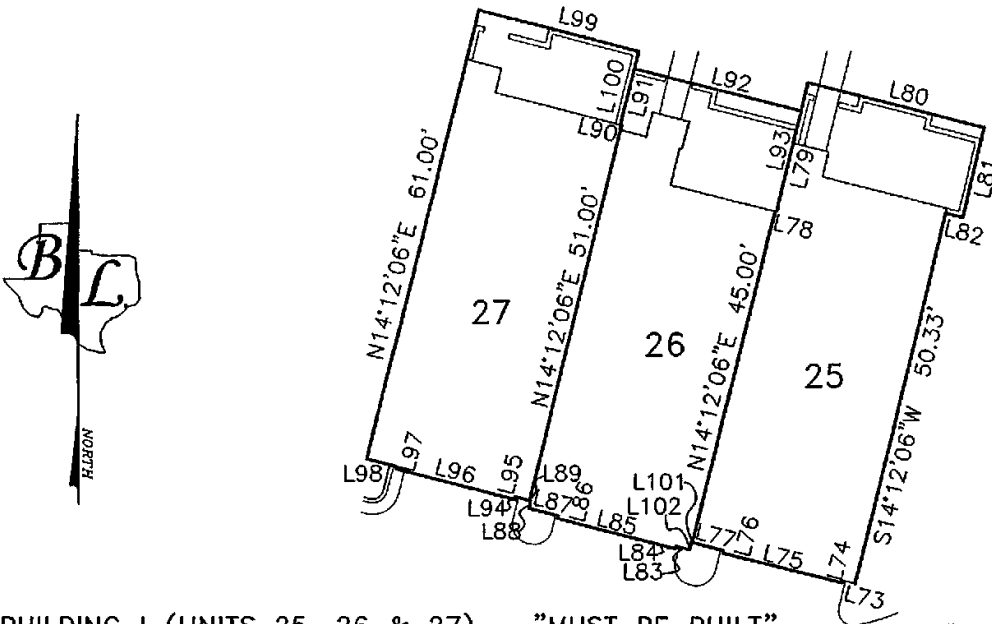 L99
L100
L91
L92
L80
L90
L93
L79
L81
L78
L82
N14°12'06"E 61.00'
N14°12'06"E 51.00'
N14°12'06"E 45.00'
S14°12'06"W 50.33'
B L
NORTH
27
26
25
L98
L97
L96
L95
L94
L89
L87
L86
L88
L85
L101
L102
L84
L83
L77
L76
L75
L74
L73
BUILDING I (UNITS 25, 26 & 27) "MUST BE BUILT"